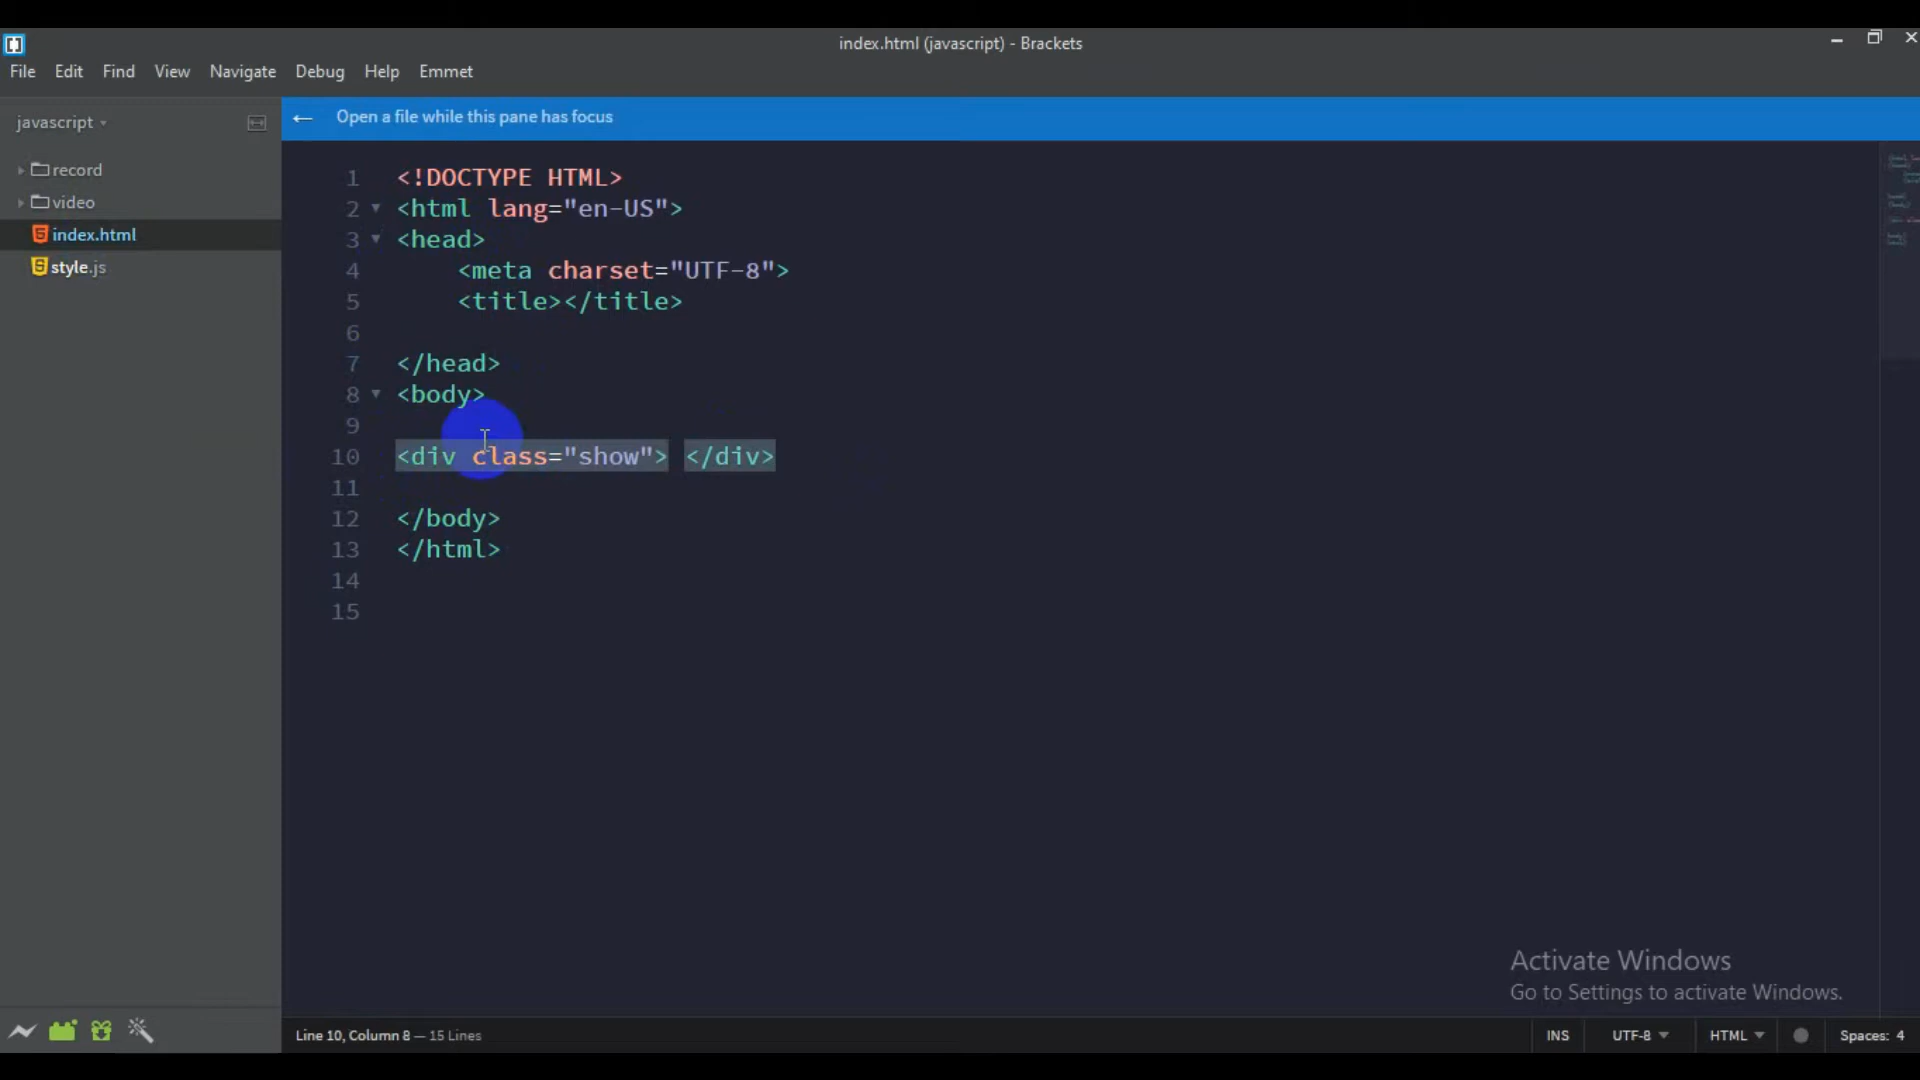 index.html (javascript) - Brackets
File Edit Find View Navigate Debug Help Emmet
javascript
Open a file while this pane has focus
record
video
index.html
style.js
1 <!DOCTYPE HTML>
2 <html lang="en-US">
3 <head>
4 <meta charset="UTF-8">
5 <title></title>
6
7 </head>
8 <body>
9
10 <div class="show"> </div>
11
12 </body>
13 </html>
14
15
Activate Windows
Go to Settings to activate Windows.
Line 10, Column 8 — 15 Lines
INS UTF-8 HTML Spaces: 4